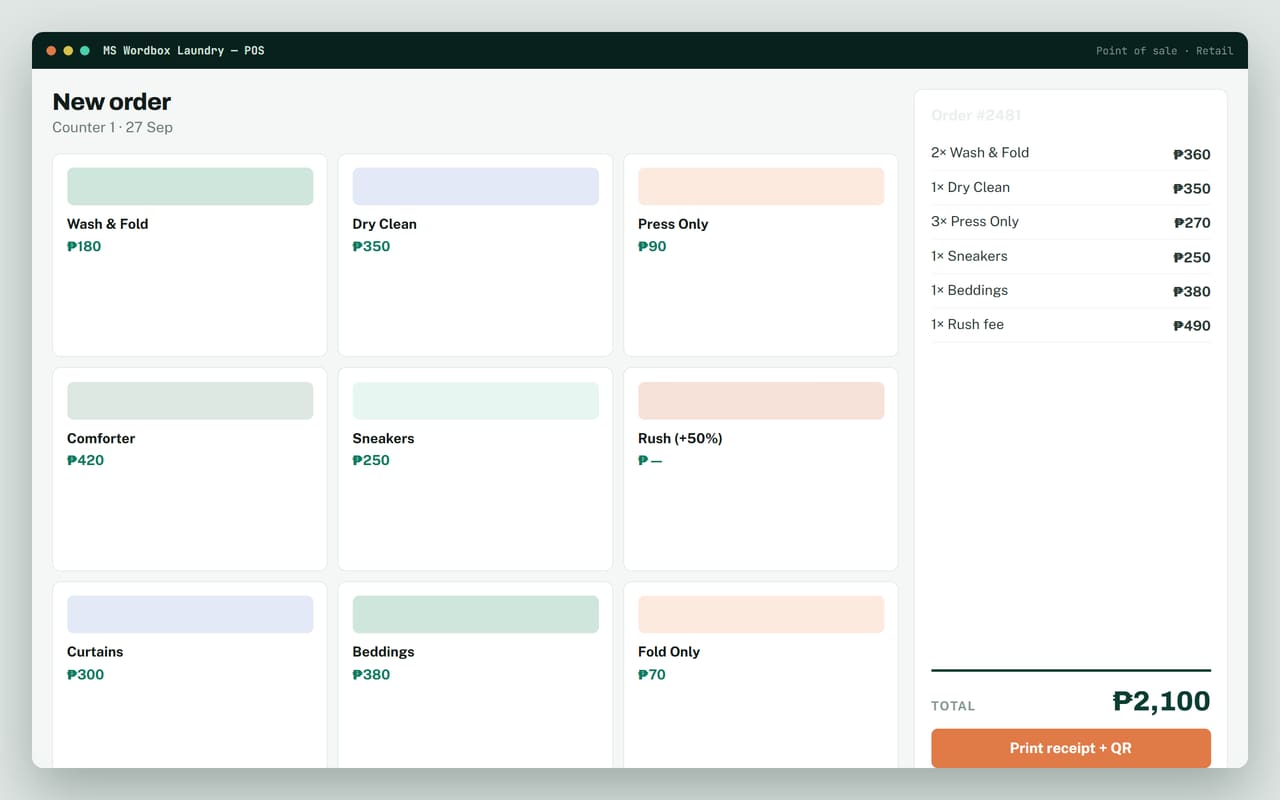 MS Wordbox Laundry — POS
Point of sale · Retail
New order
Counter 1 · 27 Sep
Wash & Fold
₱180
Dry Clean
₱350
Press Only
₱90
Comforter
₱420
Sneakers
₱250
Rush (+50%)
₱ —
Curtains
₱300
Beddings
₱380
Fold Only
₱70
Order #2481
2× Wash & Fold ₱360
1× Dry Clean ₱350
3× Press Only ₱270
1× Sneakers ₱250
1× Beddings ₱380
1× Rush fee ₱490
TOTAL ₱2,100
Print receipt + QR